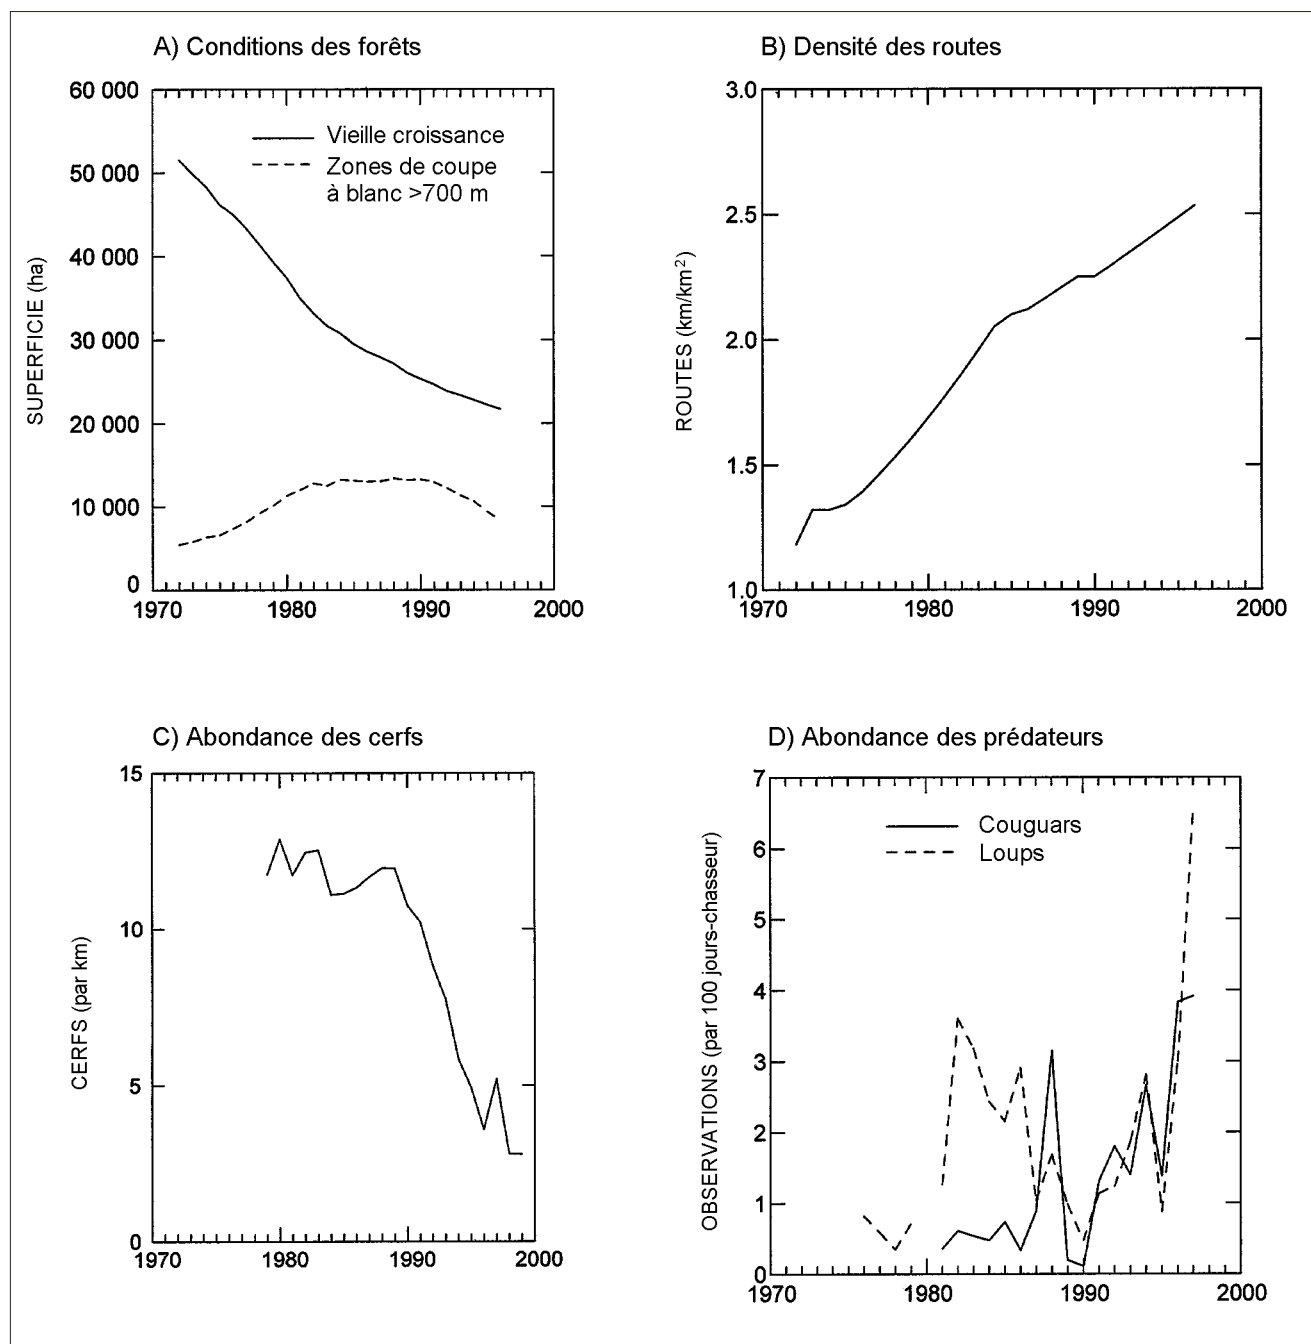 A) Conditions des forêts
60 000
50 000
40 000
30 000
20 000
10 000
0
SUPERFICIE (ha)
Vieille croissance
Zones de coupe
à blanc >700 m
1970 1980 1990 2000
B) Densité des routes
3.0
2.5
2.0
1.5
1.0
ROUTES (km/km²)
1970 1980 1990 2000
C) Abondance des cerfs
15
10
5
0
CERFS (par km)
1970 1980 1990 2000
D) Abondance des prédateurs
7
6
5
4
3
2
1
0
OBSERVATIONS (par 100 jours-chasseur)
Couguars
Loups
1970 1980 1990 2000